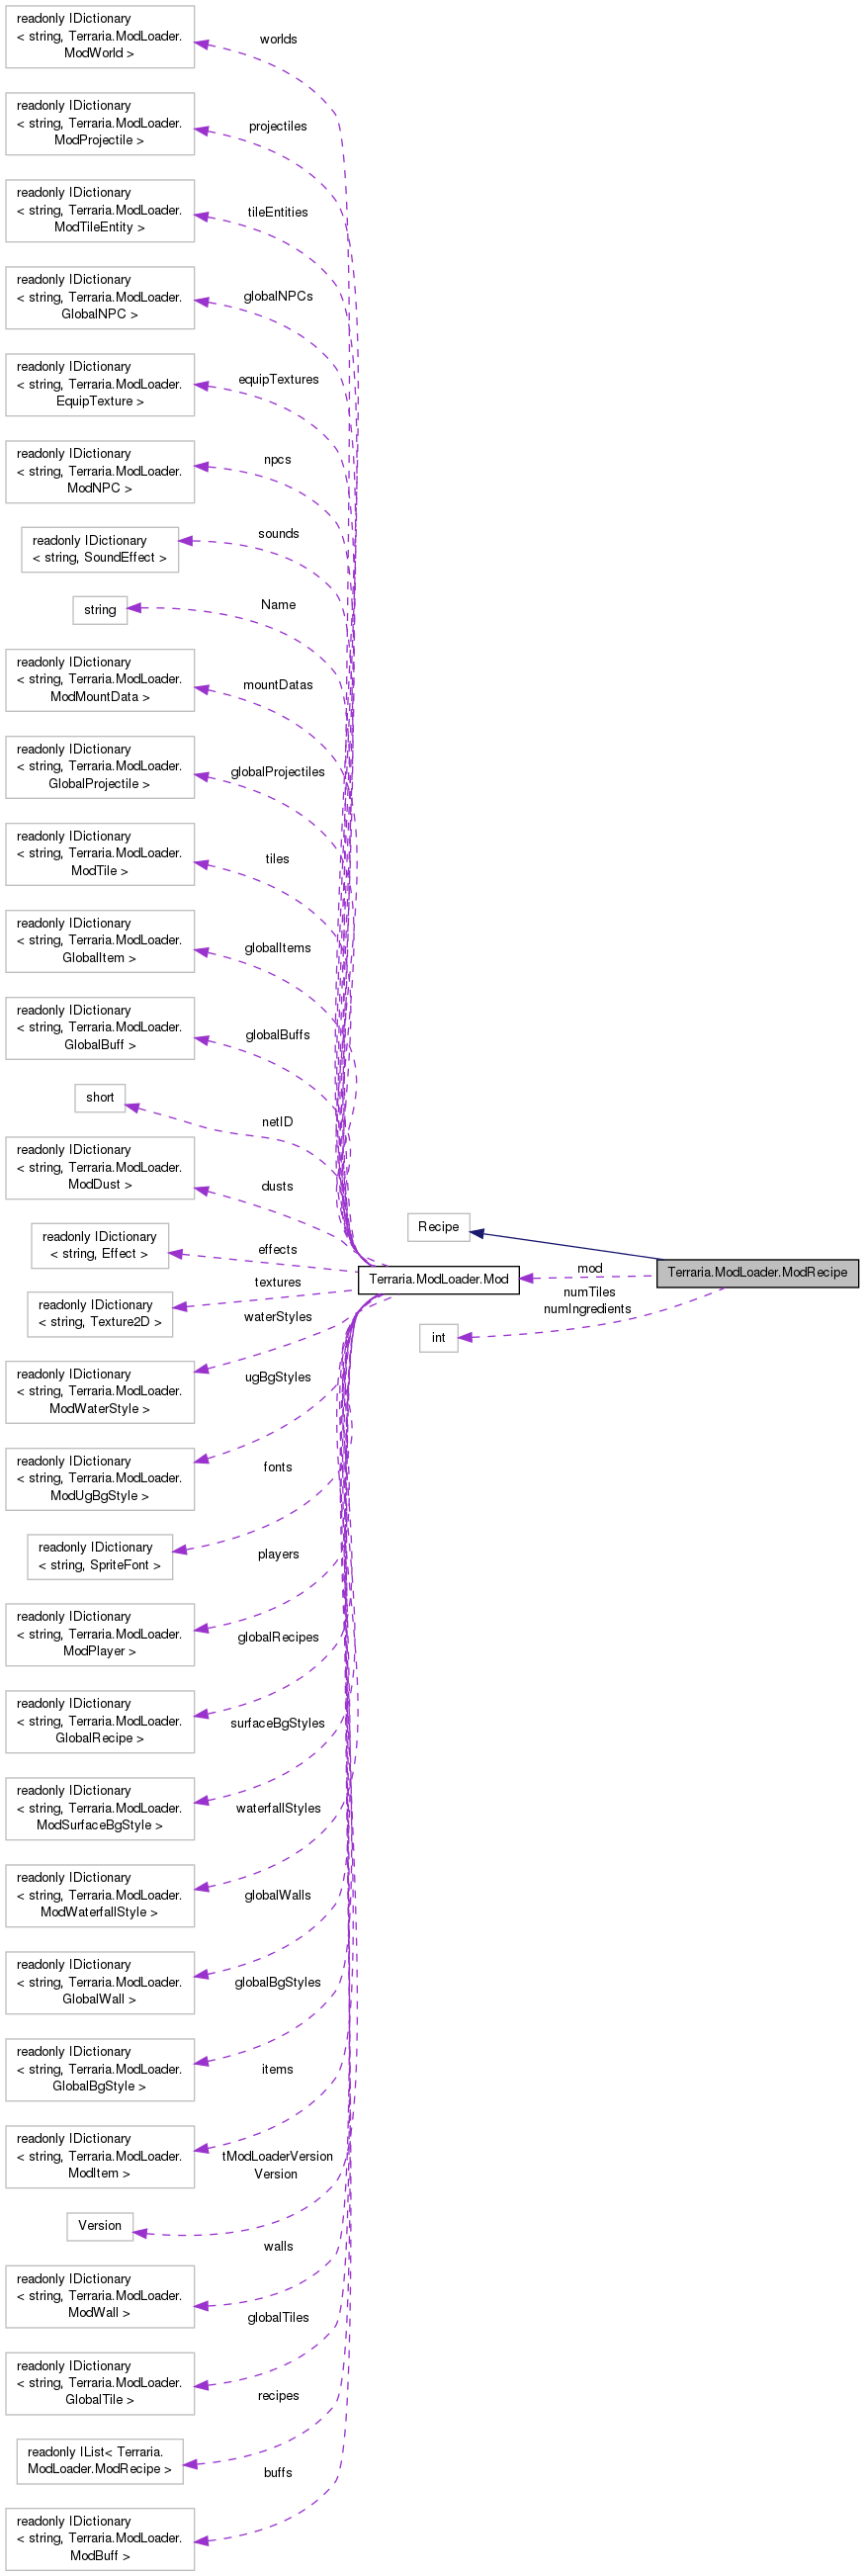 readonly IDictionary
< string, Terraria.ModLoader.
ModWorld >
worlds
readonly IDictionary
< string, Terraria.ModLoader.
ModProjectile >
projectiles
readonly IDictionary
< string, Terraria.ModLoader.
ModTileEntity >
tileEntities
readonly IDictionary
< string, Terraria.ModLoader.
GlobalNPC >
globalNPCs
readonly IDictionary
< string, Terraria.ModLoader.
EquipTexture >
equipTextures
readonly IDictionary
< string, Terraria.ModLoader.
ModNPC >
npcs
readonly IDictionary
< string, SoundEffect >
sounds
string
Name
readonly IDictionary
< string, Terraria.ModLoader.
ModMountData >
mountDatas
readonly IDictionary
< string, Terraria.ModLoader.
GlobalProjectile >
globalProjectiles
readonly IDictionary
< string, Terraria.ModLoader.
ModTile >
tiles
readonly IDictionary
< string, Terraria.ModLoader.
GlobalItem >
globalItems
readonly IDictionary
< string, Terraria.ModLoader.
GlobalBuff >
globalBuffs
short
netID
readonly IDictionary
< string, Terraria.ModLoader.
ModDust >
dusts
readonly IDictionary
< string, Effect >
effects
readonly IDictionary
< string, Texture2D >
textures
Terraria.ModLoader.Mod
Recipe
mod
Terraria.ModLoader.ModRecipe
numTiles
numIngredients
int
readonly IDictionary
< string, Terraria.ModLoader.
ModWaterStyle >
waterStyles
readonly IDictionary
< string, Terraria.ModLoader.
ModUgBgStyle >
ugBgStyles
readonly IDictionary
< string, SpriteFont >
fonts
readonly IDictionary
< string, Terraria.ModLoader.
ModPlayer >
players
readonly IDictionary
< string, Terraria.ModLoader.
GlobalRecipe >
globalRecipes
readonly IDictionary
< string, Terraria.ModLoader.
ModSurfaceBgStyle >
surfaceBgStyles
readonly IDictionary
< string, Terraria.ModLoader.
ModWaterfallStyle >
waterfallStyles
readonly IDictionary
< string, Terraria.ModLoader.
GlobalWall >
globalWalls
readonly IDictionary
< string, Terraria.ModLoader.
GlobalBgStyle >
globalBgStyles
readonly IDictionary
< string, Terraria.ModLoader.
ModItem >
items
Version
tModLoaderVersion
Version
readonly IDictionary
< string, Terraria.ModLoader.
ModWall >
walls
readonly IDictionary
< string, Terraria.ModLoader.
GlobalTile >
globalTiles
readonly IList< Terraria.
ModLoader.ModRecipe >
recipes
readonly IDictionary
< string, Terraria.ModLoader.
ModBuff >
buffs